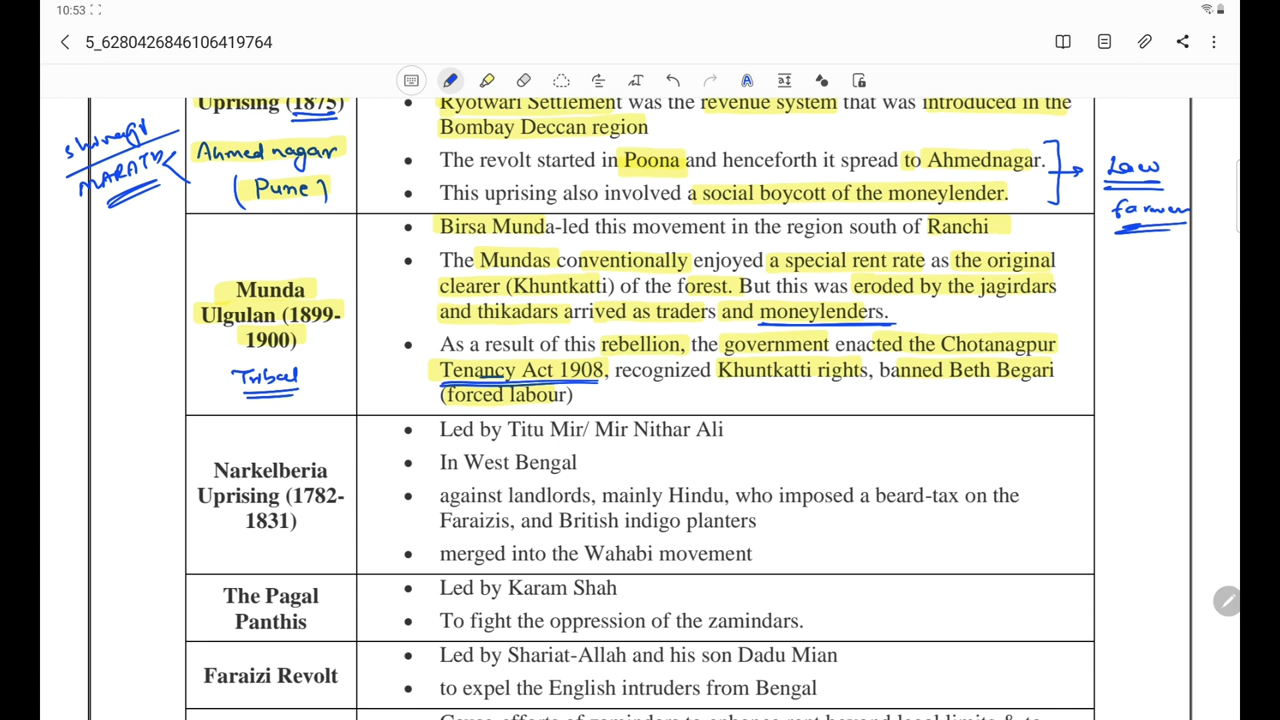 10:53
5_6280426846106419764
Uprising (1875)
Ahmednagar
(Pune)
MARATH
Ryotwari Settlement was the revenue system that was introduced in the
Bombay Deccan region
• The revolt started in Poona and henceforth it spread to Ahmednagar.
• This uprising also involved a social boycott of the moneylender.
Law
farmer
Munda
Ulgulan (1899-
1900)
Tribal
• Birsa Munda-led this movement in the region south of Ranchi
• The Mundas conventionally enjoyed a special rent rate as the original
clearer (Khuntkatti) of the forest. But this was eroded by the jagirdars
and thikadars arrived as traders and moneylenders.
• As a result of this rebellion, the government enacted the Chotanagpur
Tenancy Act 1908, recognized Khuntkatti rights, banned Beth Begari
(forced labour)
Narkelberia
Uprising (1782-
1831)
• Led by Titu Mir/ Mir Nithar Ali
• In West Bengal
• against landlords, mainly Hindu, who imposed a beard-tax on the
Faraizis, and British indigo planters
• merged into the Wahabi movement
The Pagal
Panthis
• Led by Karam Shah
• To fight the oppression of the zamindars.
Faraizi Revolt
• Led by Shariat-Allah and his son Dadu Mian
• to expel the English intruders from Bengal